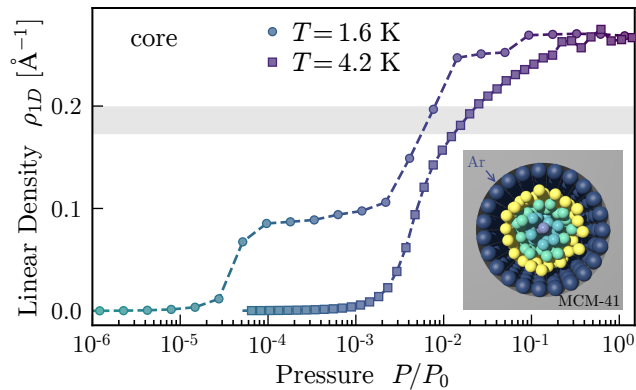 core
T = 1.6 K
T = 4.2 K
Linear Density ρ₁D [Å⁻¹]
0.2
0.1
0.0
Ar
MCM-41
10⁻⁶ 10⁻⁵ 10⁻⁴ 10⁻³ 10⁻² 10⁻¹ 10⁰
Pressure P/P₀